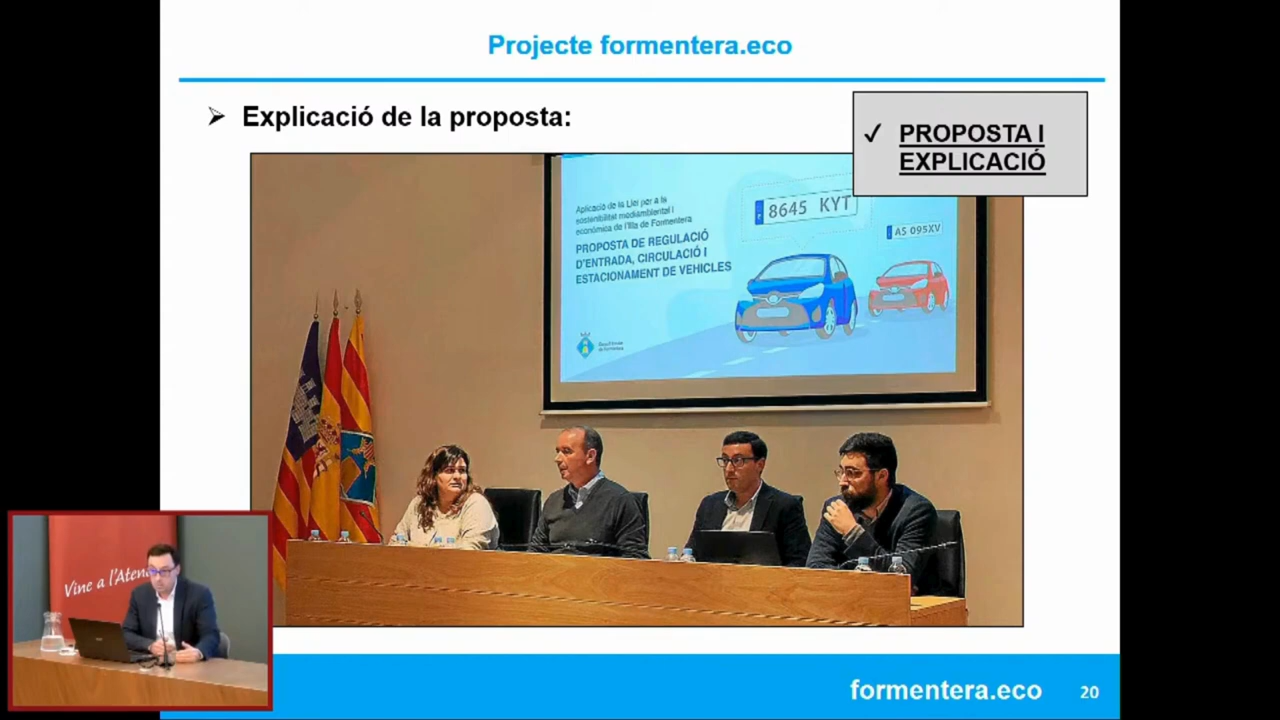 Projecte formentera.eco
➢ Explicació de la proposta:
✓ PROPOSTA I
EXPLICACIÓ
Aplicació de la Llei per a la
sostenibilitat mediambiental i
econòmica de l'Illa de Formentera
PROPOSTA DE REGULACIÓ
D'ENTRADA, CIRCULACIÓ I
ESTACIONAMENT DE VEHICLES
8645 KYT
AS 095XV
Vinc a l'Aten
formentera.eco
20